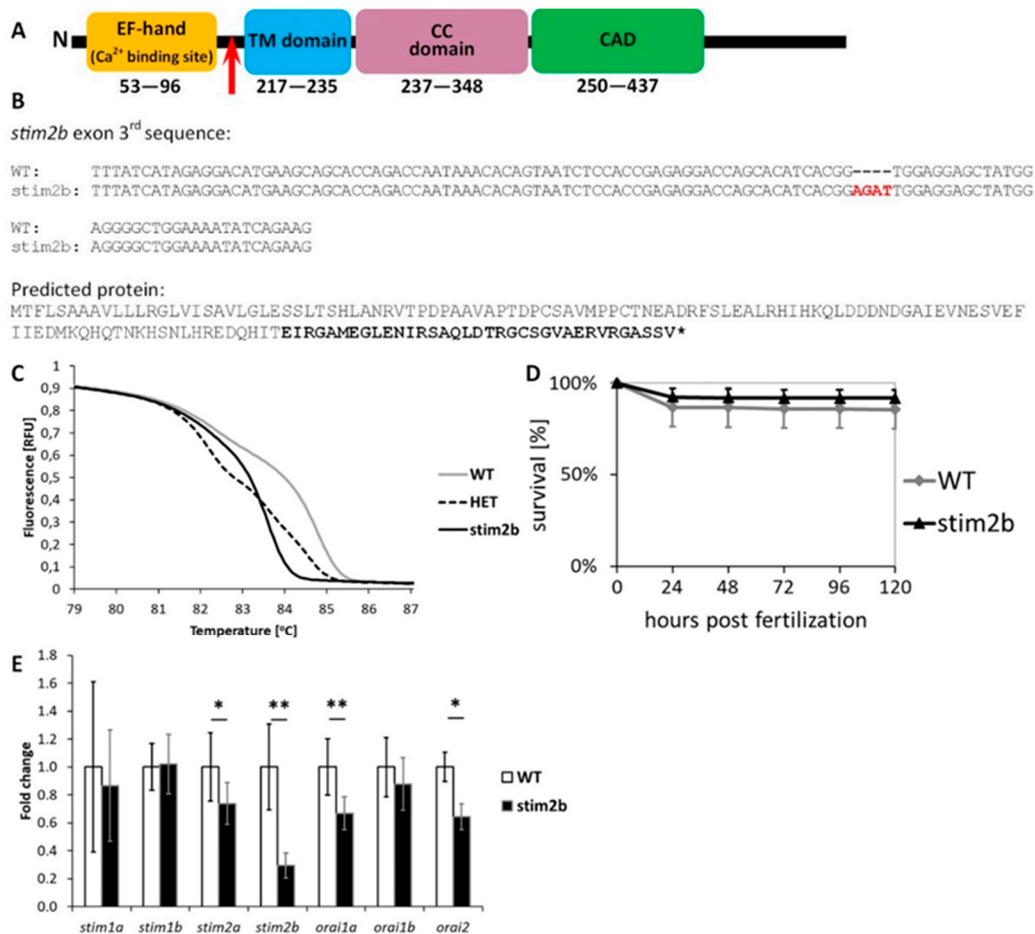 A
N
EF-hand
(Ca²⁺ binding site)
TM domain
CC
domain
CAD
53—96
217—235
237—348
250—437
B
stim2b exon 3rd sequence:
WT: TTTATCATAGAGGACATGAAGCAGCACCAGACCAATAAACACAGTAATCTCCACCGAGAGGACCAGCACATCACGG----TGGAGGAGCTATGG
stim2b: TTTATCATAGAGGACATGAAGCAGCACCAGACCAATAAACACAGTAATCTCCACCGAGAGGACCAGCACATCACGGAGATTGGAGGAGCTATGG
WT: AGGGGCTGGAAAATATCAGAAG
stim2b: AGGGGCTGGAAAATATCAGAAG
Predicted protein:
MTFLSAAAVLLLRGLVISAVLGLESSLTSHLANRVTPDPAAVAPTDPCSAVMPPCTNEADRFSLEALRHIHKQLDDDNDGAIEVNESVEF
IIEDMKQHQTNKHSNLHREDQHITEIRGAMEGLENIRSAQLDTRGCSGVAERVRGASSV*
C
Fluorescence [RFU]
1
0,9
0,8
0,7
0,6
0,5
0,4
0,3
0,2
0,1
0
79 80 81 82 83 84 85 86 87
Temperature [°C]
WT
HET
stim2b
D
survival [%]
100%
50%
0%
0 24 48 72 96 120
hours post fertilization
WT
stim2b
E
Fold change
1.8
1.6
1.4
1.2
1.0
0.8
0.6
0.4
0.2
0.0
* ** ** *
stim1a stim1b stim2a stim2b orai1a orai1b orai2
WT
stim2b